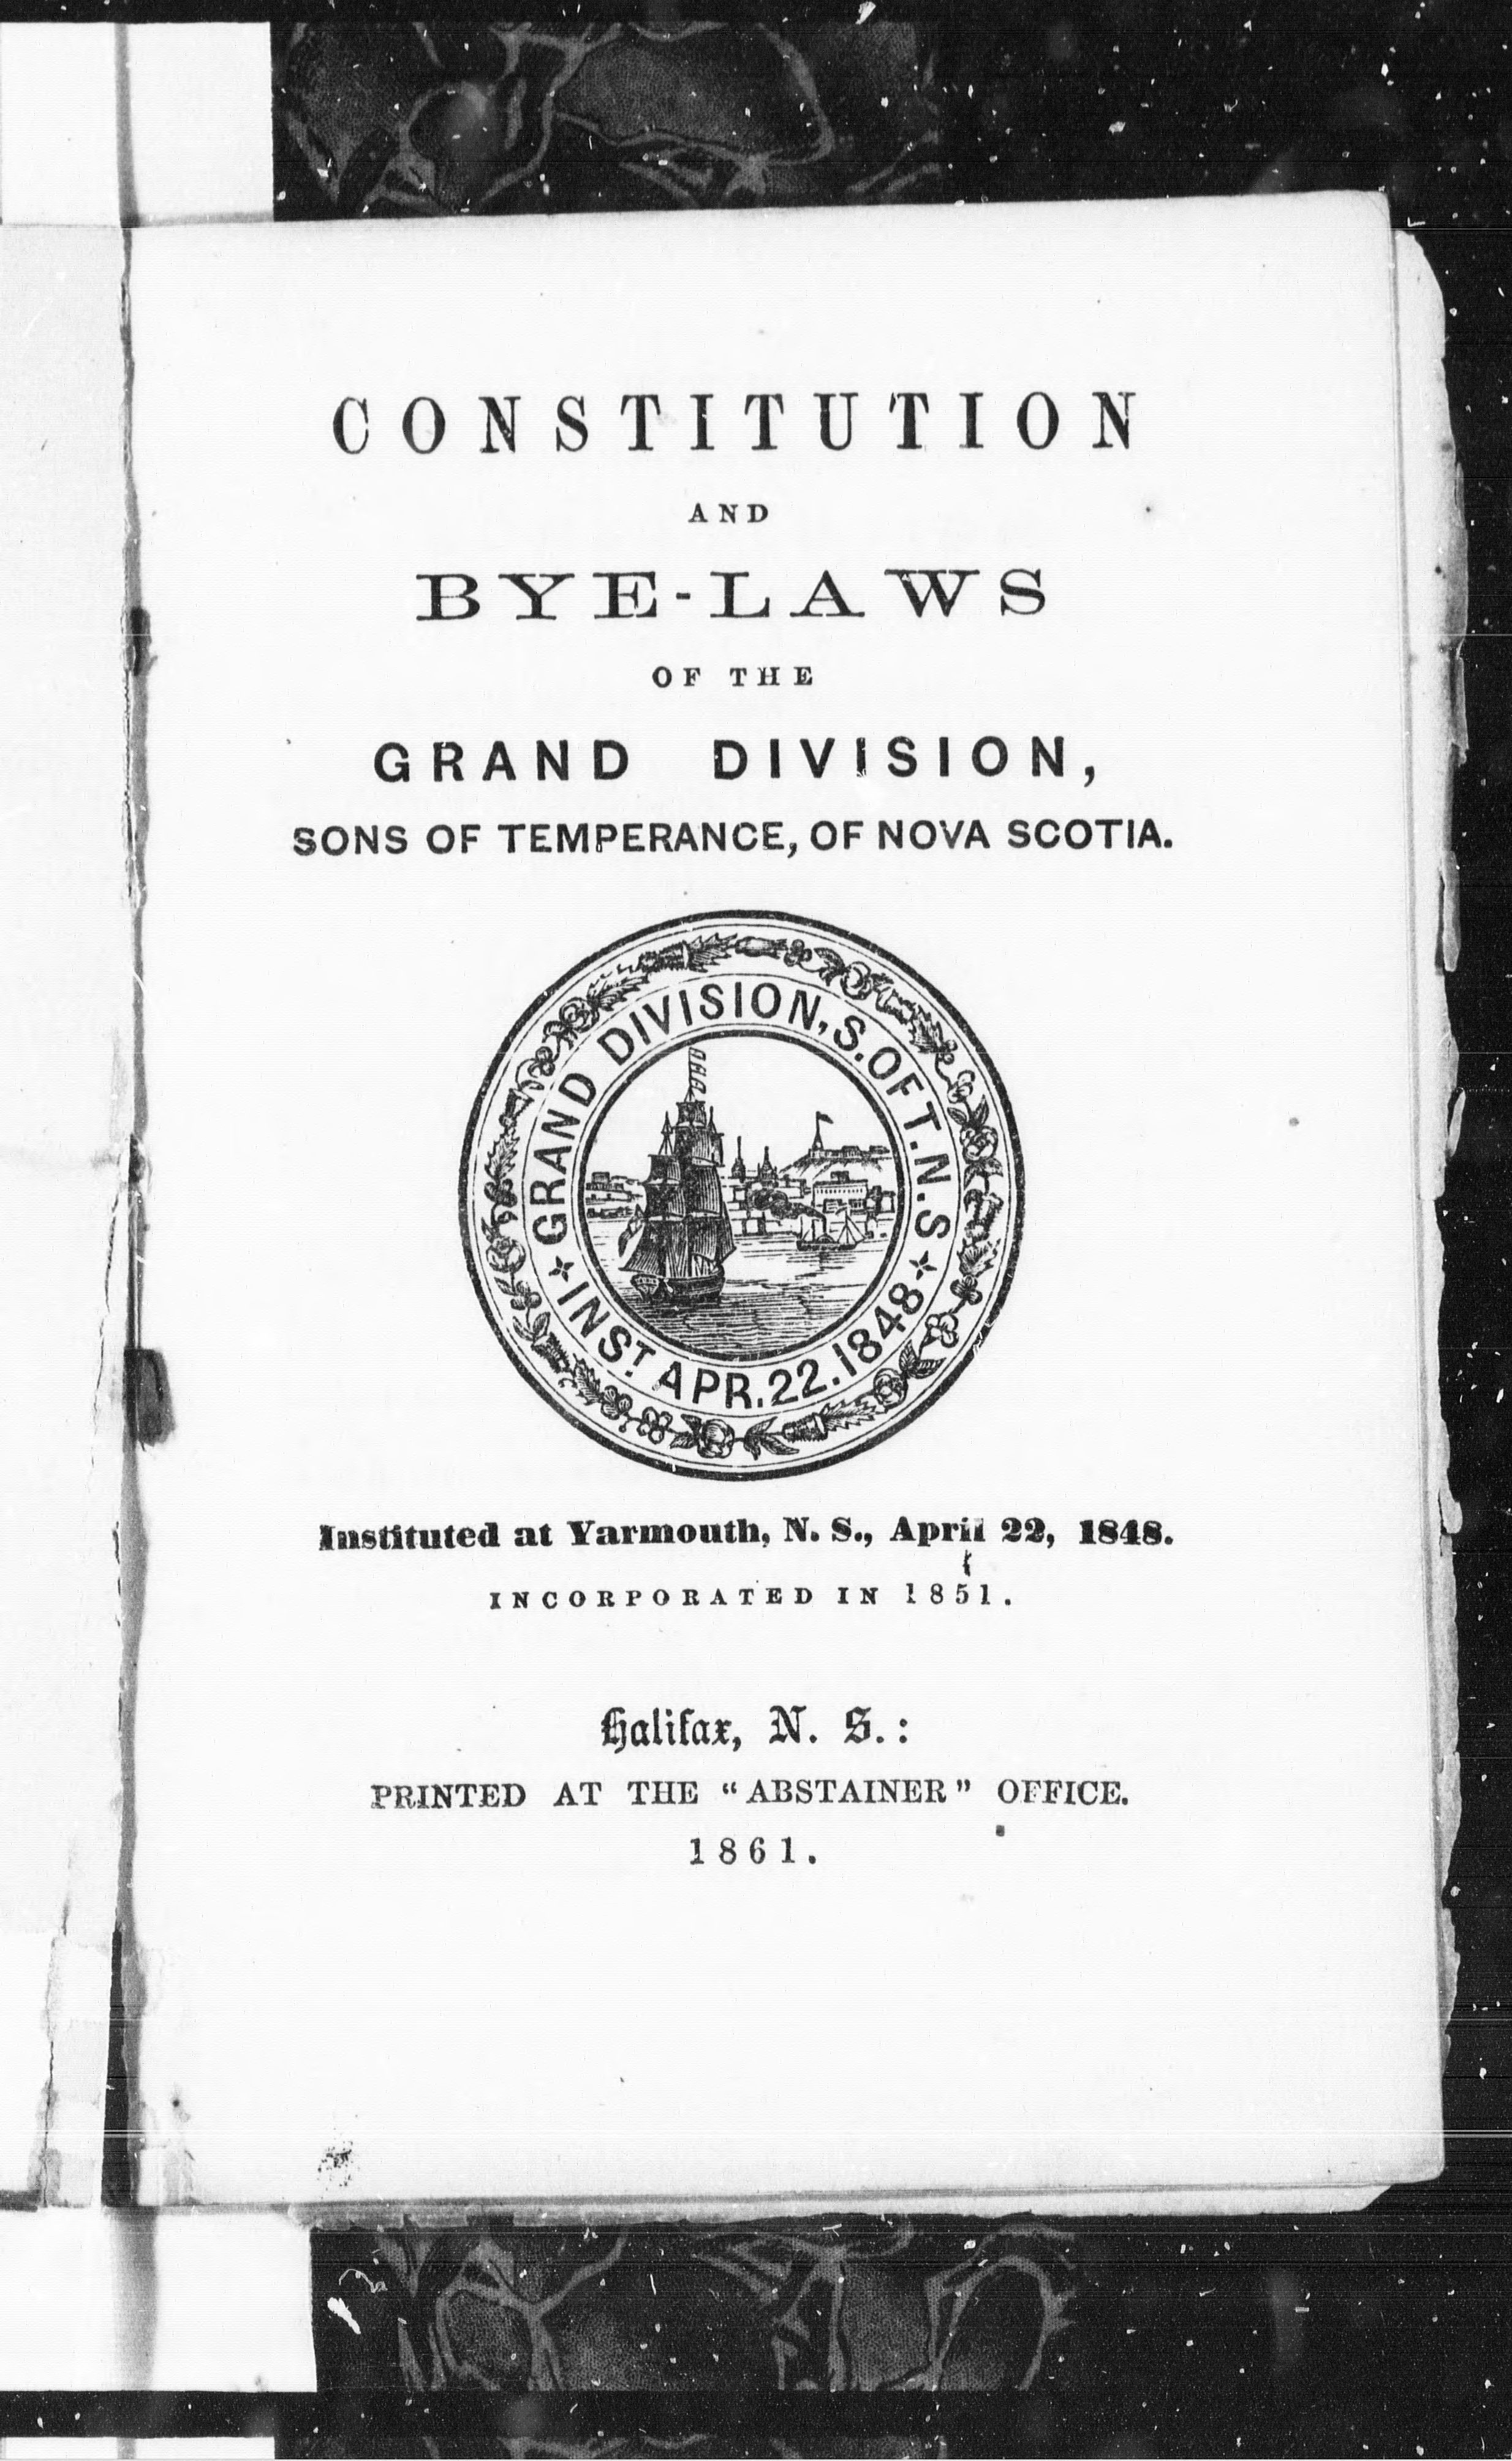 CONSTITUTION
AND
BYE-LAWS
OF THE
GRAND DIVISION,
SONS OF TEMPERANCE, OF NOVA SCOTIA.
GRAND DIVISION, S. OF T. N. S
INST. APR. 22. 1848
Instituted at Yarmouth, N. S., April 22, 1848.
INCORPORATED IN 1851.
Halifax, N. S.:
PRINTED AT THE "ABSTAINER" OFFICE.
1861.